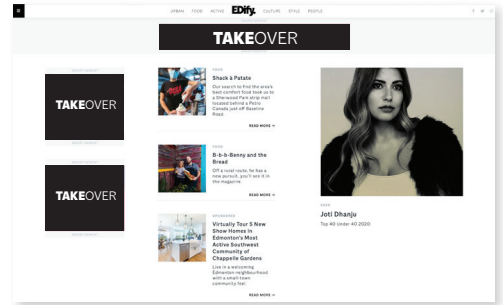 URBAN FOOD ACTIVE EDify. CULTURE STYLE PEOPLE
TAKEOVER
TAKEOVER
TAKEOVER
FOOD
Shack à Patate
Our search to find the area's
best comfort food took us to
a Sherwood Park strip mall
located behind a Petro
Canada just off Baseline
Road.
READ MORE
FOOD
B-b-b-Benny and the
Bread
Off a rural route, he has a
new pursuit, you'll see it in
the magazine.
READ MORE
SPONSORED
Virtually Tour 5 New
Show Homes in
Edmonton's Most
Active Southwest
Community of
Chappelle Gardens
Live in a welcoming
Edmonton neighbourhood
with a small-town
community feel.
READ MORE
Joti Dhanju
Top 40 Under 40 2020